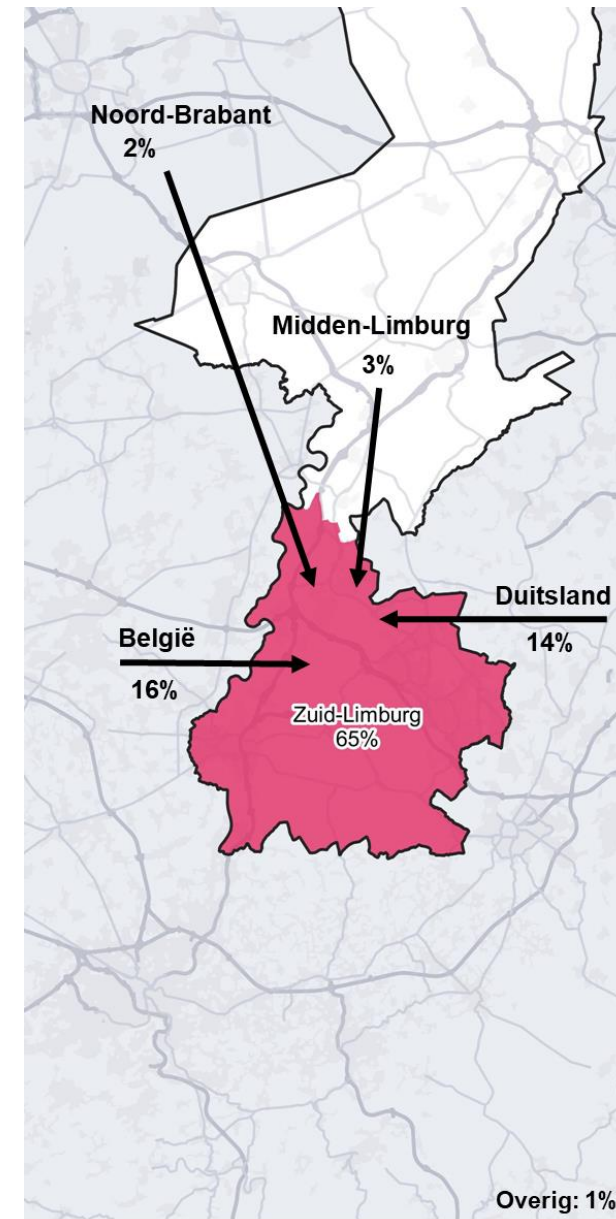 Noord-Brabant
2%
Midden-Limburg
3%
Duitsland
14%
België
16%
Zuid-Limburg
65%
Overig: 1%